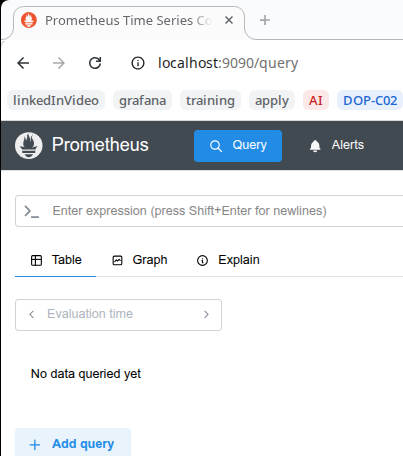 Prometheus Time Series Co
localhost:9090/query
linkedInVideo grafana training apply AI DOP-C02
Prometheus Query Alerts
Enter expression (press Shift+Enter for newlines)
Table Graph Explain
Evaluation time
No data queried yet
Add query